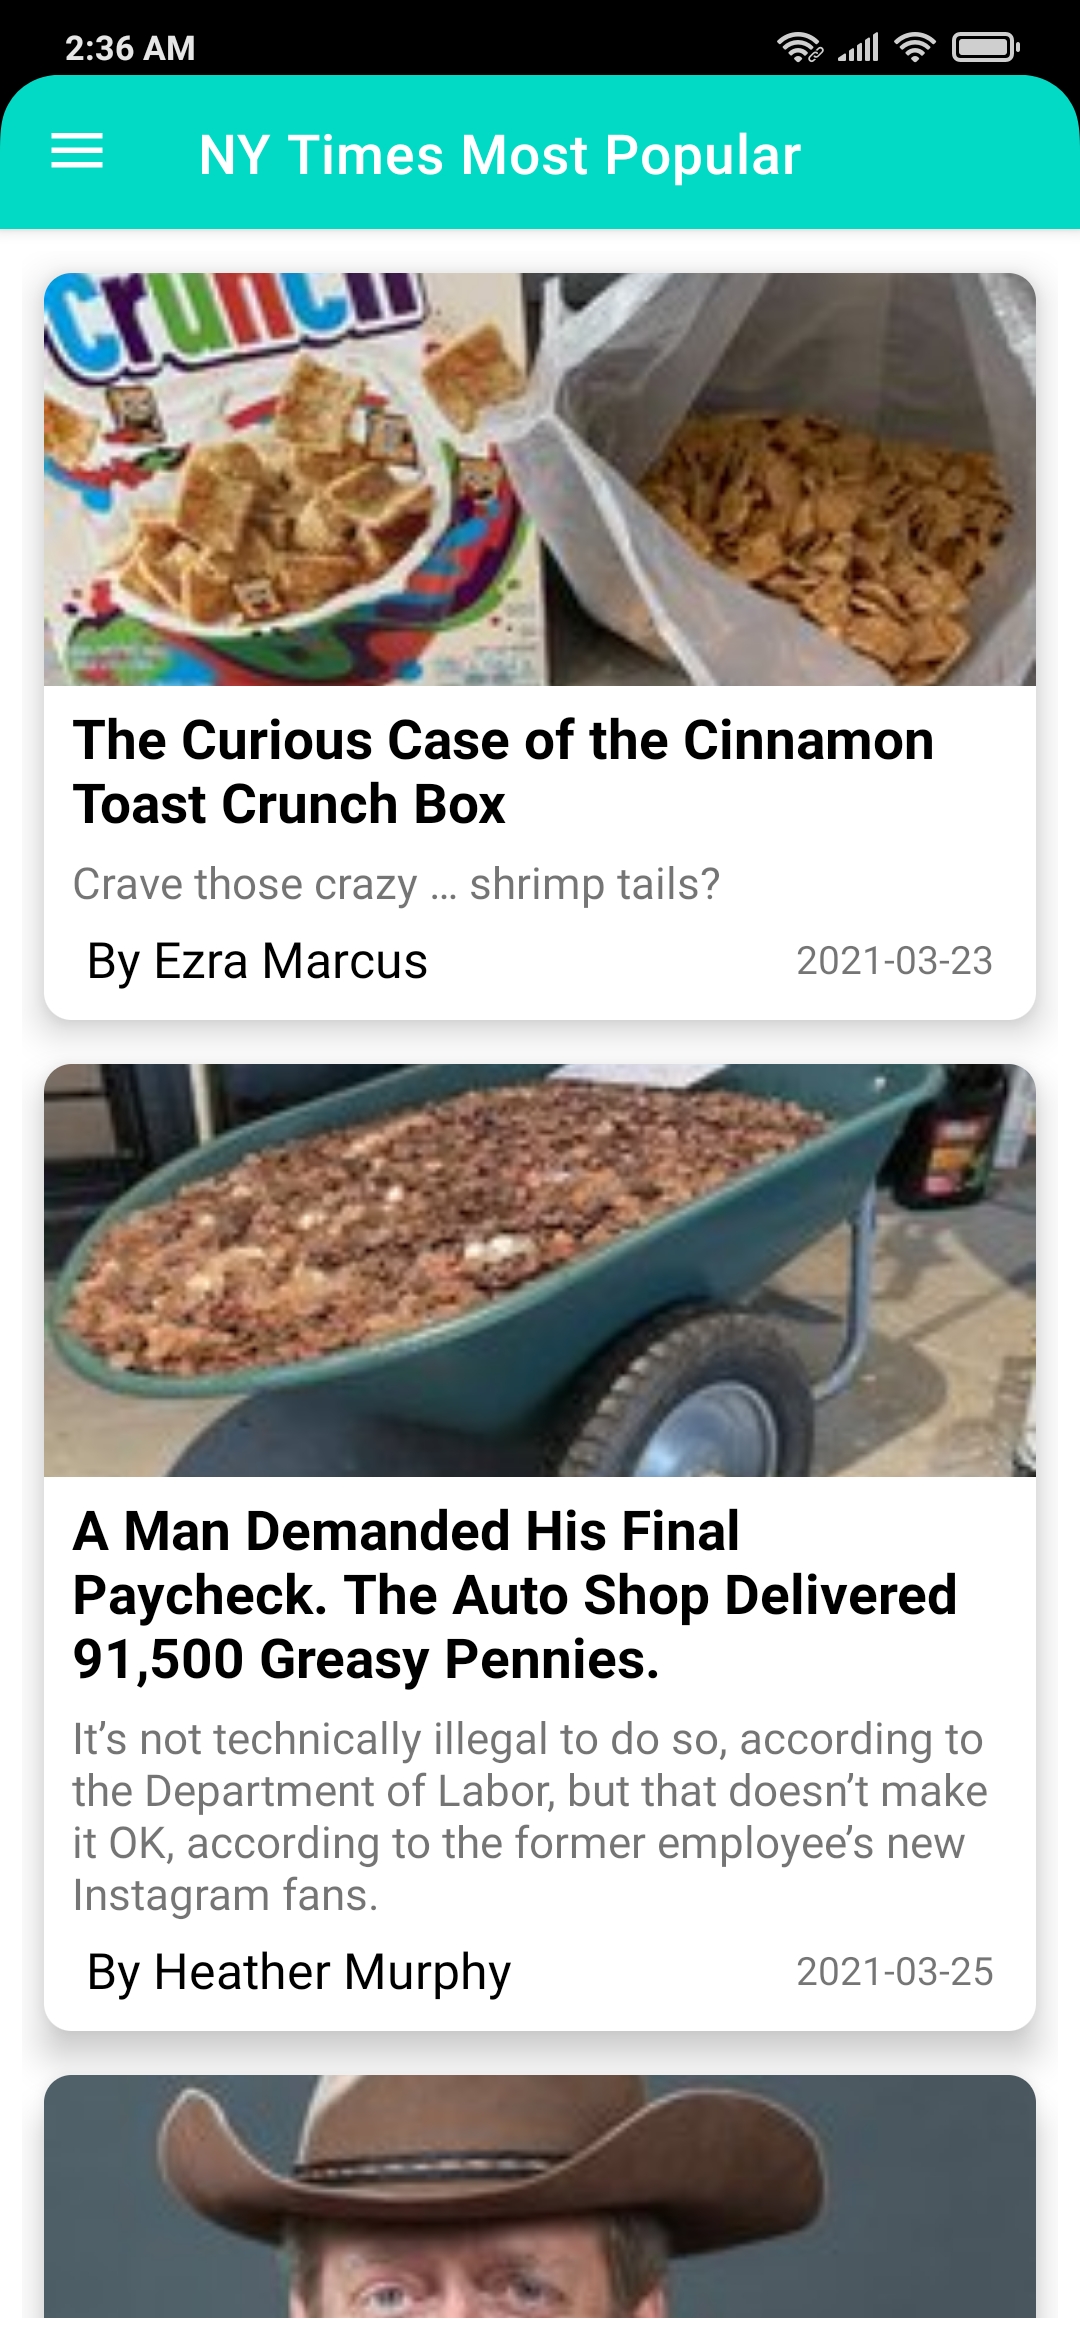 2:36 AM
NY Times Most Popular
crunch
The Curious Case of the Cinnamon
Toast Crunch Box
Crave those crazy … shrimp tails?
By Ezra Marcus 2021-03-23
A Man Demanded His Final
Paycheck. The Auto Shop Delivered
91,500 Greasy Pennies.
It’s not technically illegal to do so, according to
the Department of Labor, but that doesn’t make
it OK, according to the former employee’s new
Instagram fans.
By Heather Murphy 2021-03-25